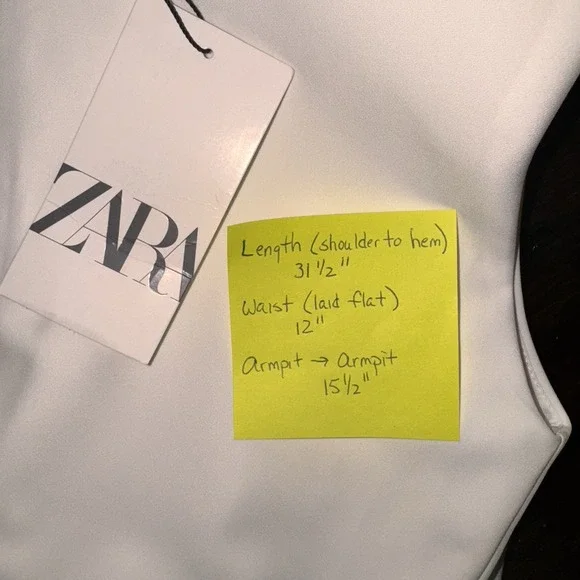 ZARA
Length (shoulder to hem)
31 1/2"
Waist (laid flat)
12"
Armpit → Armpit
15 1/2"